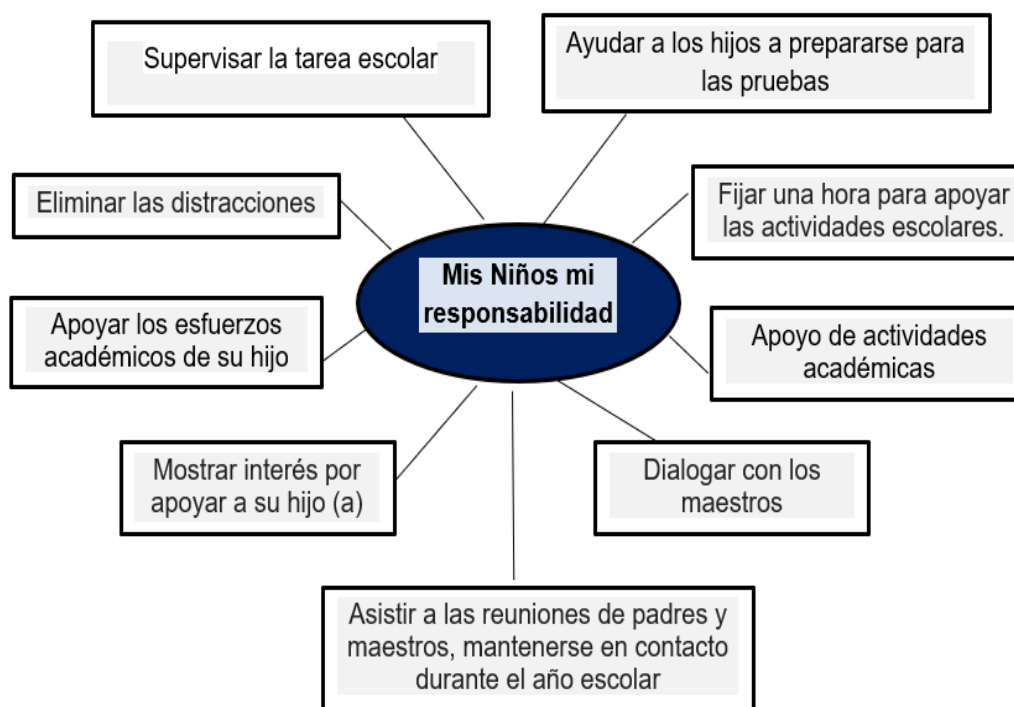 Supervisar la tarea escolar
Ayudar a los hijos a prepararse para
las pruebas
Eliminar las distracciones
Fijar una hora para apoyar
las actividades escolares.
Mis Niños mi
responsabilidad
Apoyar los esfuerzos
académicos de su hijo
Apoyo de actividades
académicas
Mostrar interés por
apoyar a su hijo (a)
Dialogar con los
maestros
Asistir a las reuniones de padres y
maestros, mantenerse en contacto
durante el año escolar